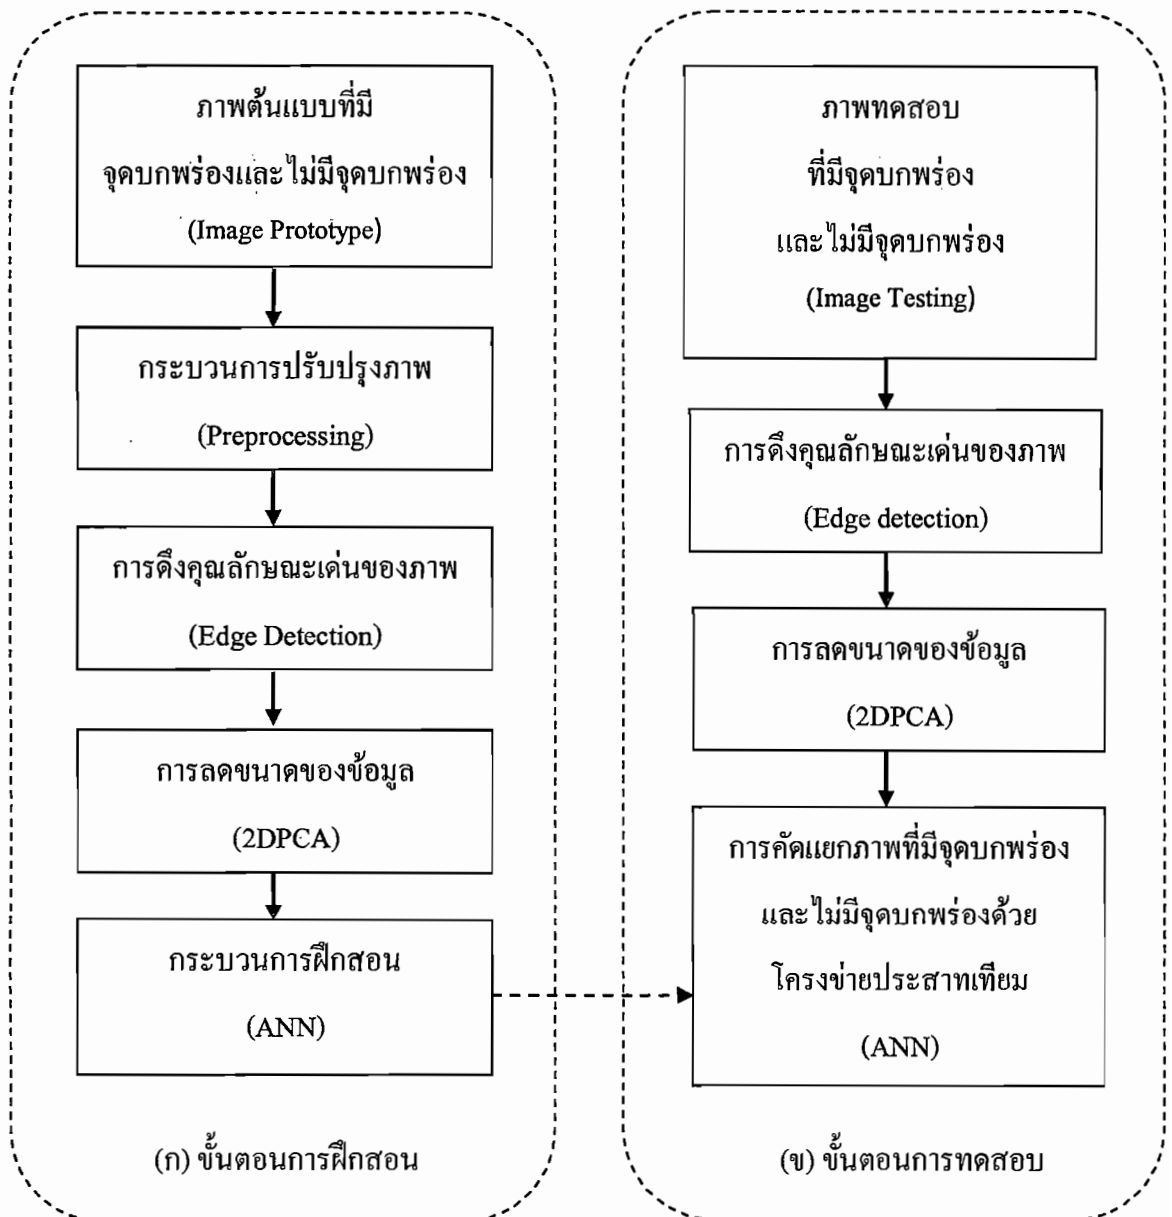 ภาพต้นแบบที่มี
จุดบกพร่องและไม่มีจุดบกพร่อง
(Image Prototype)
กระบวนการปรับปรุงภาพ
(Preprocessing)
การดึงคุณลักษณะเด่นของภาพ
(Edge Detection)
การลดขนาดของข้อมูล
(2DPCA)
กระบวนการฝึกสอน
(ANN)
(ก) ขั้นตอนการฝึกสอน
ภาพทดสอบ
ที่มีจุดบกพร่อง
และไม่มีจุดบกพร่อง
(Image Testing)
การดึงคุณลักษณะเด่นของภาพ
(Edge detection)
การลดขนาดของข้อมูล
(2DPCA)
การคัดแยกภาพที่มีจุดบกพร่อง
และไม่มีจุดบกพร่องด้วย
โครงข่ายประสาทเทียม
(ANN)
(ข) ขั้นตอนการทดสอบ